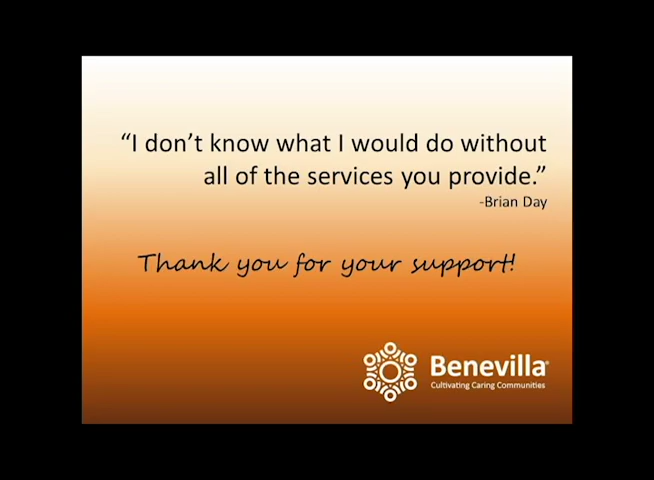 “I don’t know what I would do without
all of the services you provide.”
-Brian Day
Thank you for your support!
Benevilla®
Cultivating Caring Communities